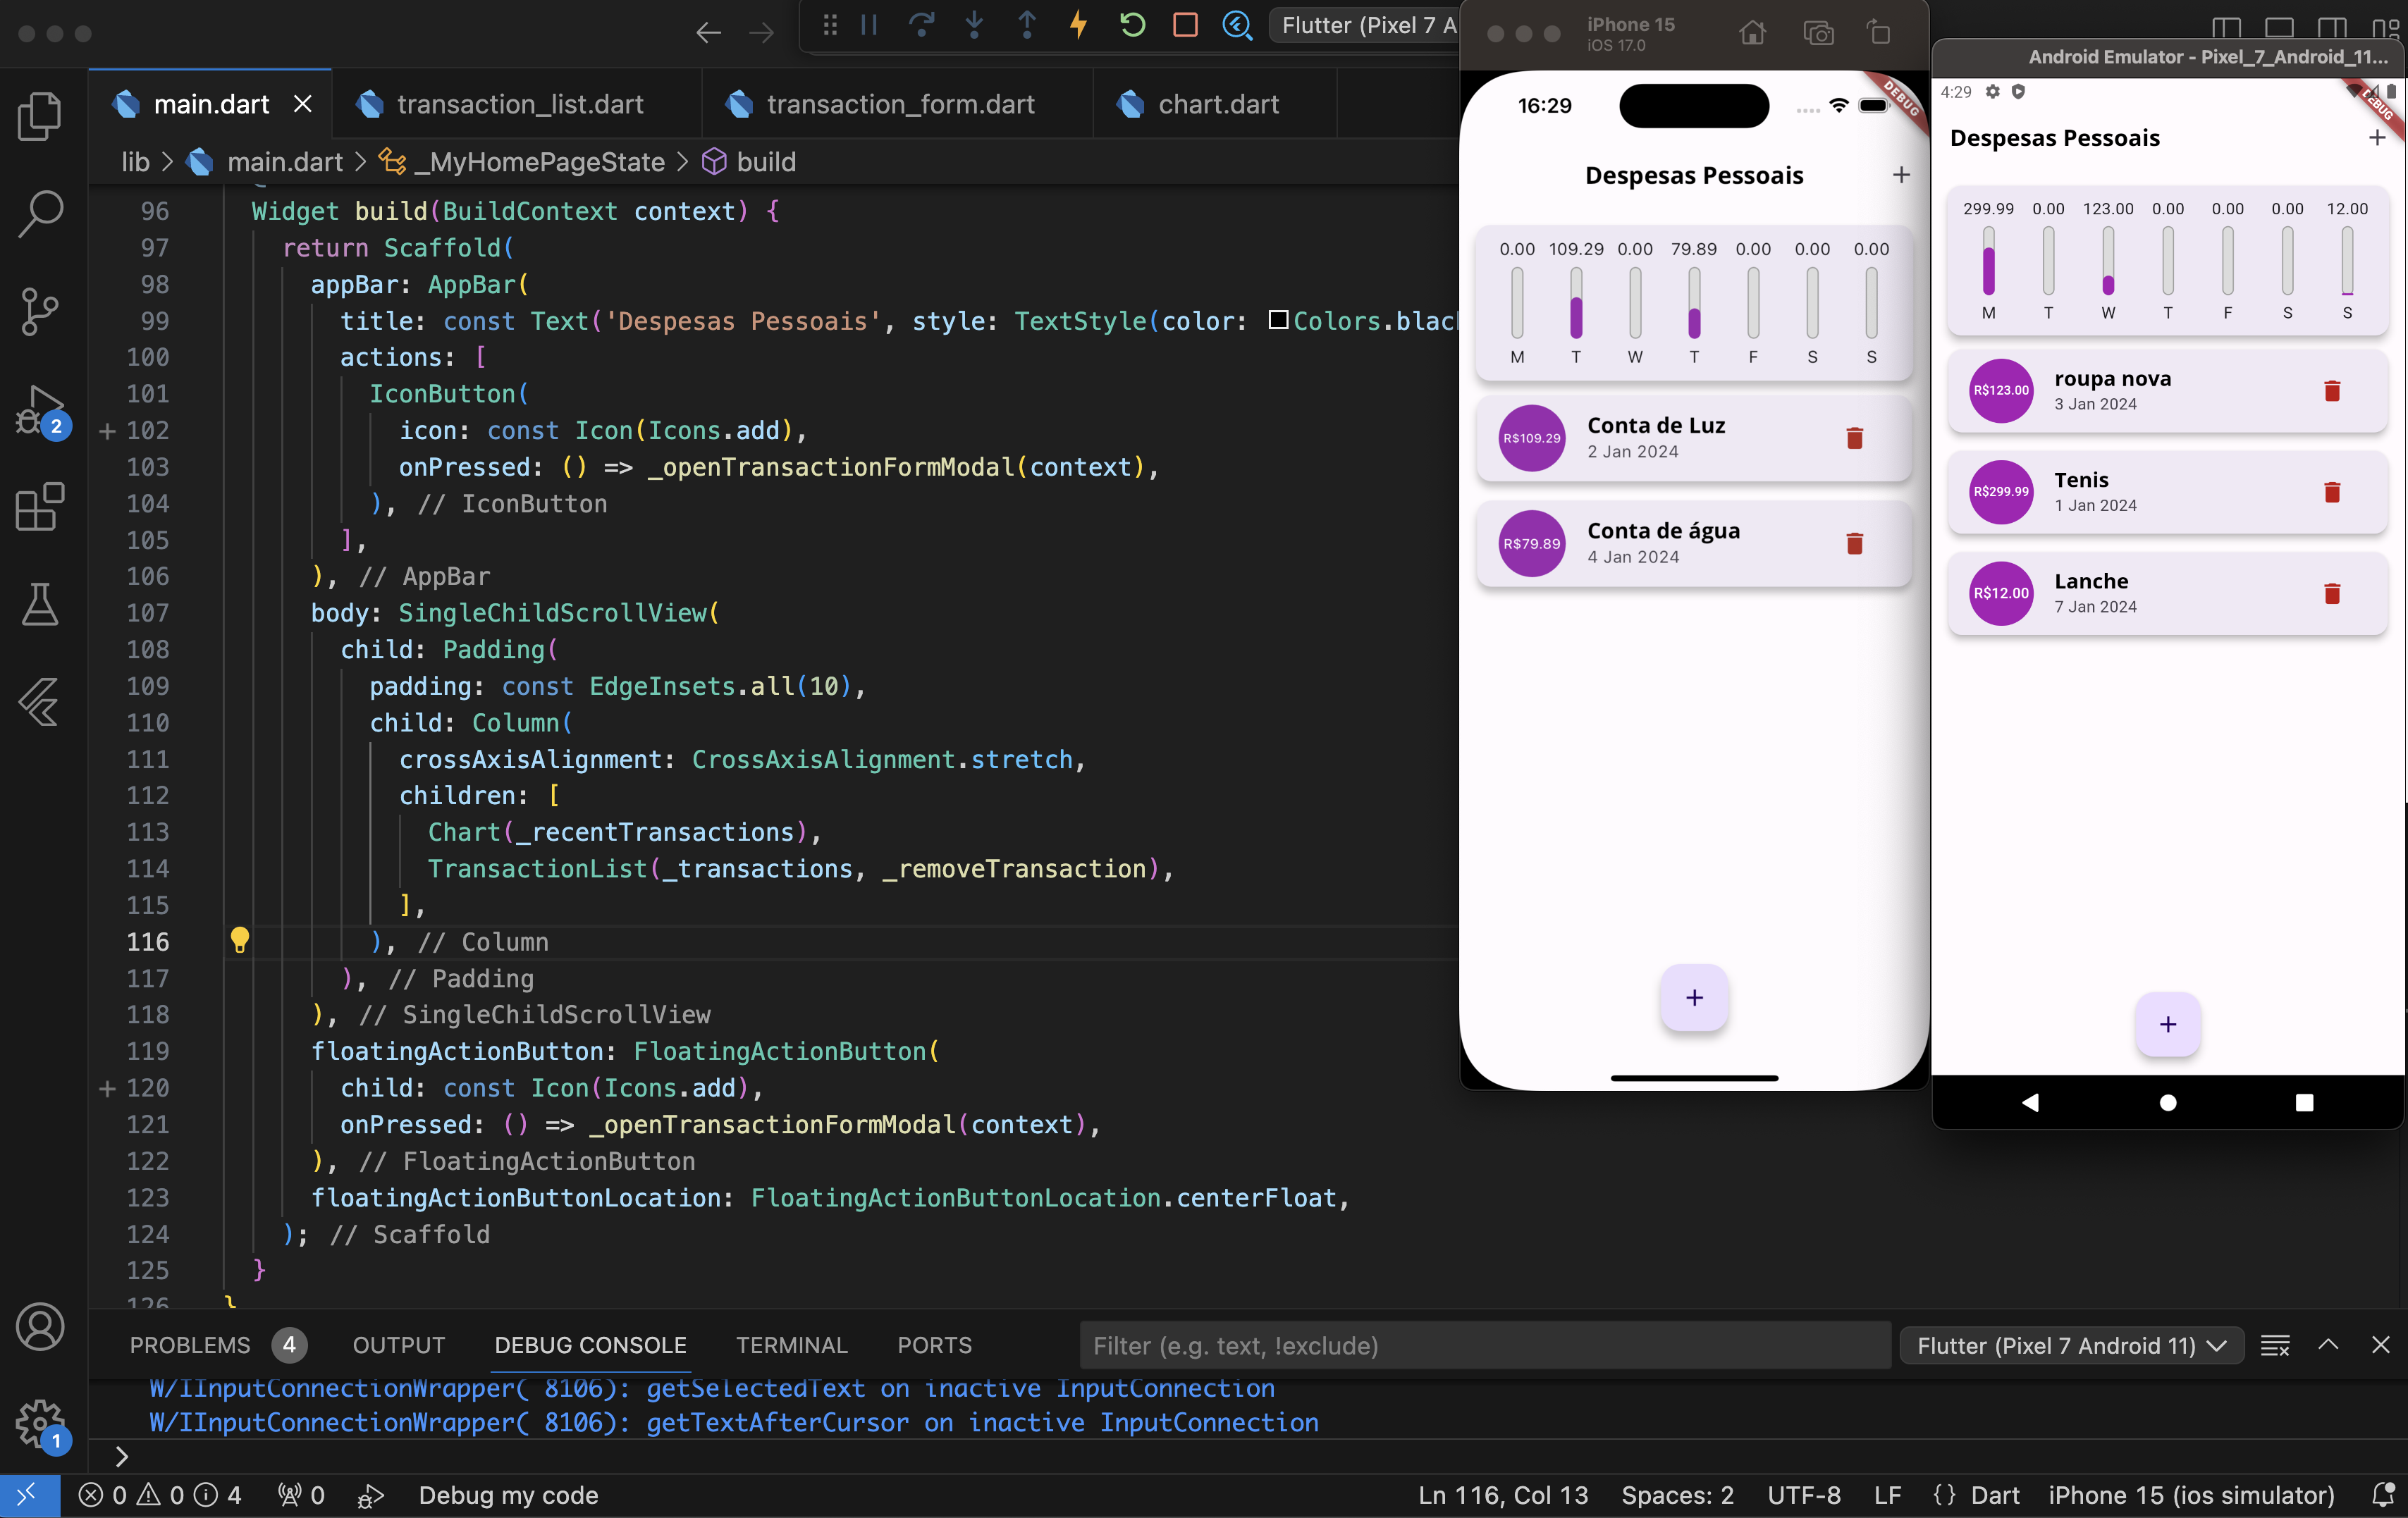 Flutter (Pixel 7 A
main.dart
transaction_list.dart
transaction_form.dart
chart.dart
lib > main.dart > _MyHomePageState > build
96 Widget build(BuildContext context) {
97 return Scaffold(
98 appBar: AppBar(
99 title: const Text('Despesas Pessoais', style: TextStyle(color: Colors.blac
100 actions: [
101 IconButton(
102 icon: const Icon(Icons.add),
103 onPressed: () => _openTransactionFormModal(context),
104 ), // IconButton
105 ],
106 ), // AppBar
107 body: SingleChildScrollView(
108 child: Padding(
109 padding: const EdgeInsets.all(10),
110 child: Column(
111 crossAxisAlignment: CrossAxisAlignment.stretch,
112 children: [
113 Chart(_recentTransactions),
114 TransactionList(_transactions, _removeTransaction),
115 ],
116 ), // Column
117 ), // Padding
118 ), // SingleChildScrollView
119 floatingActionButton: FloatingActionButton(
120 child: const Icon(Icons.add),
121 onPressed: () => _openTransactionFormModal(context),
122 ), // FloatingActionButton
123 floatingActionButtonLocation: FloatingActionButtonLocation.centerFloat,
124 ); // Scaffold
125 }
126 }
2
1
iPhone 15
iOS 17.0
16:29
DEBUG
Despesas Pessoais
0.00 109.29 0.00 79.89 0.00 0.00 0.00
M T W T F S S
R$109.29
Conta de Luz
2 Jan 2024
R$79.89
Conta de água
4 Jan 2024
Android Emulator - Pixel_7_Android_11...
4:29
DEBUG
Despesas Pessoais
299.99 0.00 123.00 0.00 0.00 0.00 12.00
M T W T F S S
R$123.00
roupa nova
3 Jan 2024
R$299.99
Tenis
1 Jan 2024
R$12.00
Lanche
7 Jan 2024
PROBLEMS 4 OUTPUT DEBUG CONSOLE TERMINAL PORTS
Filter (e.g. text, !exclude)
Flutter (Pixel 7 Android 11)
W/IInputConnectionWrapper( 8106): getSelectedText on inactive InputConnection
W/IInputConnectionWrapper( 8106): getTextAfterCursor on inactive InputConnection
0 0 4 0 Debug my code
Ln 116, Col 13 Spaces: 2 UTF-8 LF {} Dart iPhone 15 (ios simulator)